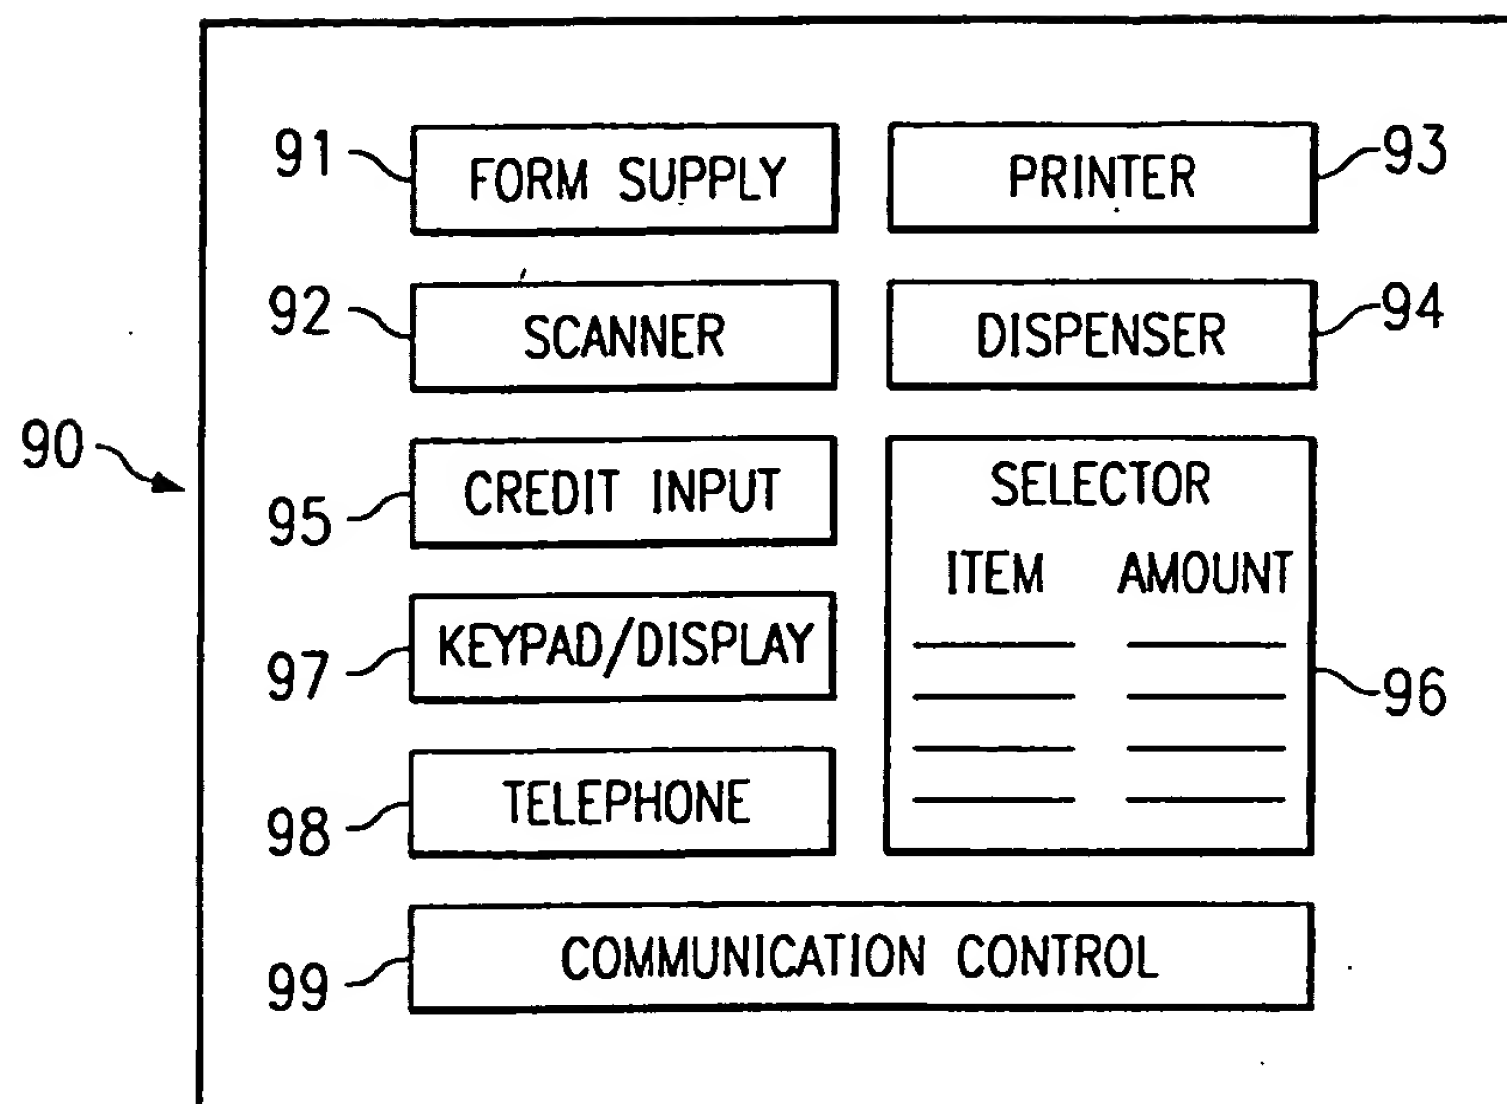 91 FORM SUPPLY PRINTER 93
92 SCANNER DISPENSER 94
90
95 CREDIT INPUT SELECTOR
ITEM AMOUNT
97 KEYPAD/DISPLAY
96
98 TELEPHONE
99 COMMUNICATION CONTROL